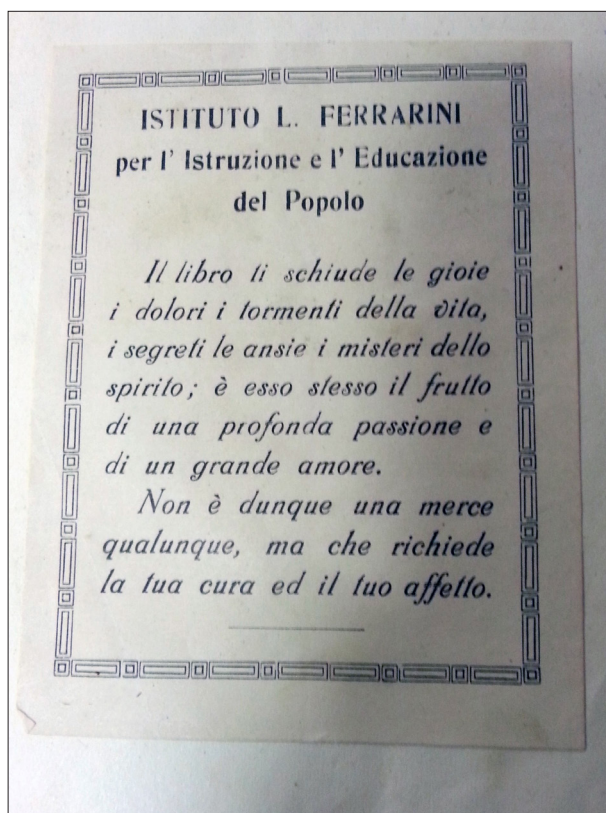 ISTITUTO L. FERRARINI
per l' Istruzione e l' Educazione
del Popolo
Il libro ti schiude le gioie
i dolori i tormenti della vita,
i segreti le ansie i misteri dello
spirito; è esso stesso il frutto
di una profonda passione e
di un grande amore.
Non è dunque una merce
qualunque, ma che richiede
la tua cura ed il tuo affetto.